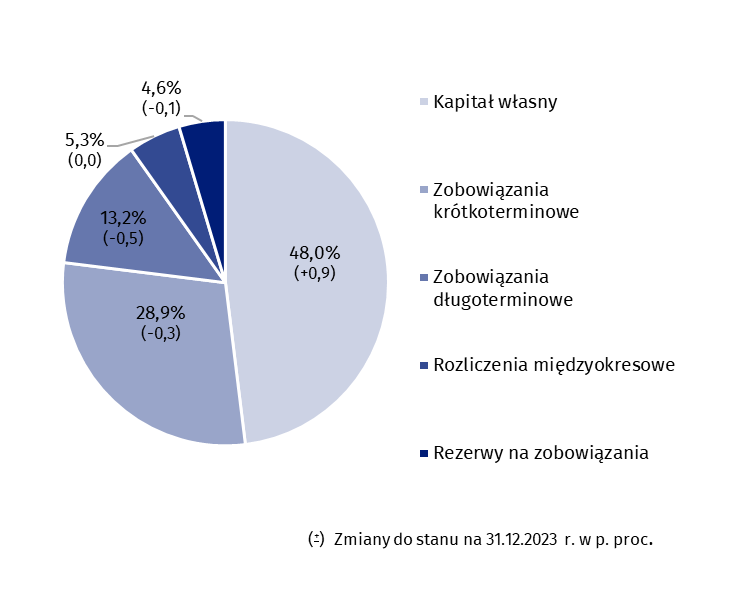 4,6%
(-0,1)
5,3%
(0,0)
13,2%
(-0,5)
28,9%
(-0,3)
48,0%
(+0,9)
Kapitał własny
Zobowiązania
krótkoterminowe
Zobowiązania
długoterminowe
Rozliczenia międzyokresowe
Rezerwy na zobowiązania
(±) Zmiany do stanu na 31.12.2023 r. w p. proc.